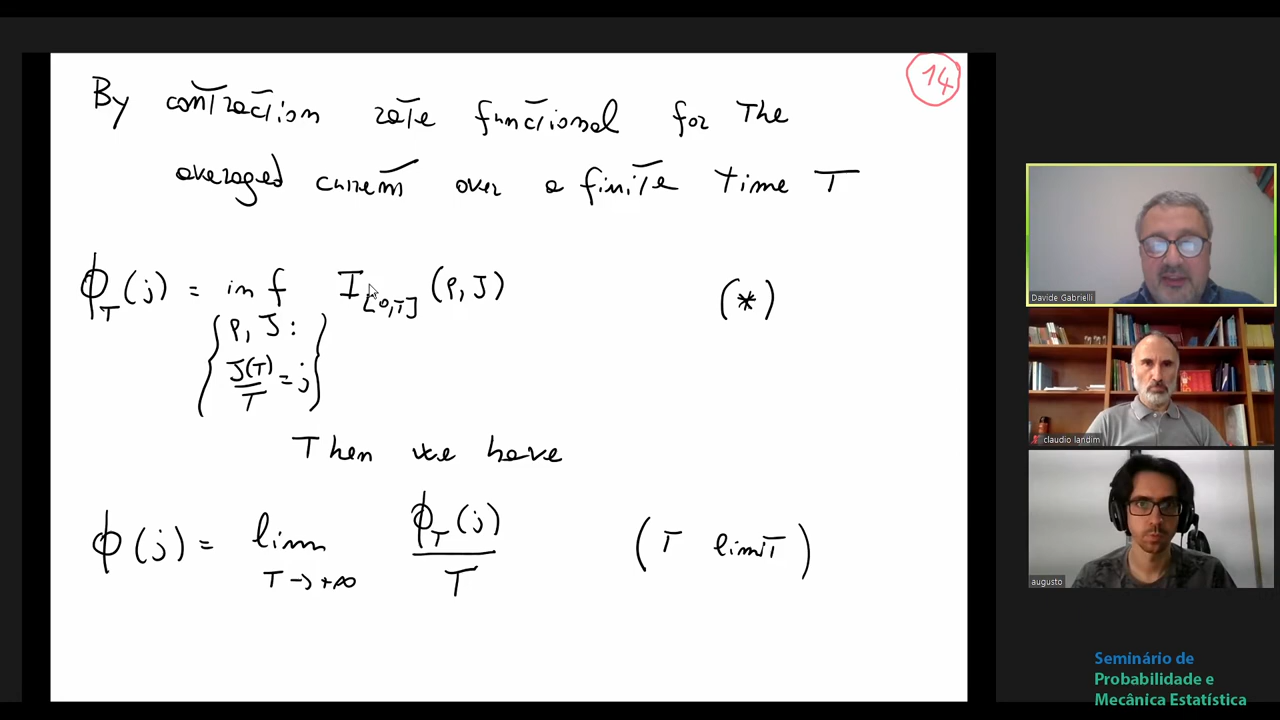 14
By contraction rate functional for the
averaged current over a finite time T
ϕ_T(j) = inf I_[0,T] (ρ, J) (*)
{ρ, J:
J(T)/T = j}
Then we have
ϕ(j) = lim ϕ_T(j)/T (T limit)
T→+∞
Davide Gabrielli
claudio landim
augusto
Seminário de
Probabilidade e
Mecânica Estatística